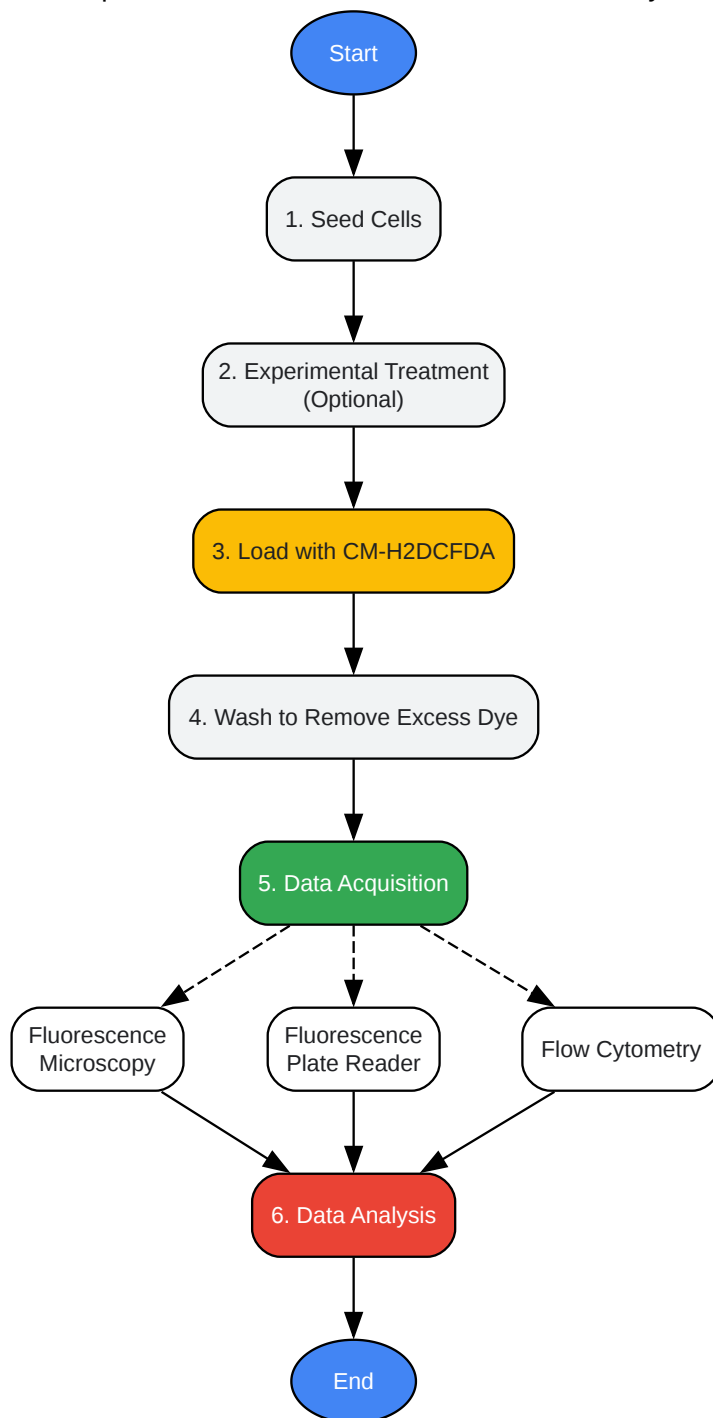 Start
1. Seed Cells
2. Experimental Treatment
(Optional)
3. Load with CM-H2DCFDA
4. Wash to Remove Excess Dye
5. Data Acquisition
Fluorescence
Microscopy
Fluorescence
Plate Reader
Flow Cytometry
6. Data Analysis
End